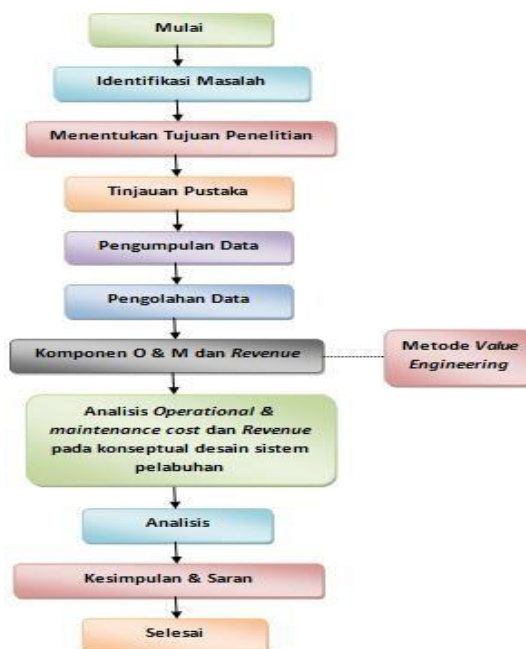 Mulai
Identifikasi Masalah
Menentukan Tujuan Penelitian
Tinjauan Pustaka
Pengumpulan Data
Pengolahan Data
Komponen O & M dan Revenue
Metode Value
Engineering
Analisis Operational &
maintenance cost dan Revenue
pada konseptual desain sistem
pelabuhan
Analisis
Kesimpulan & Saran
Selesai